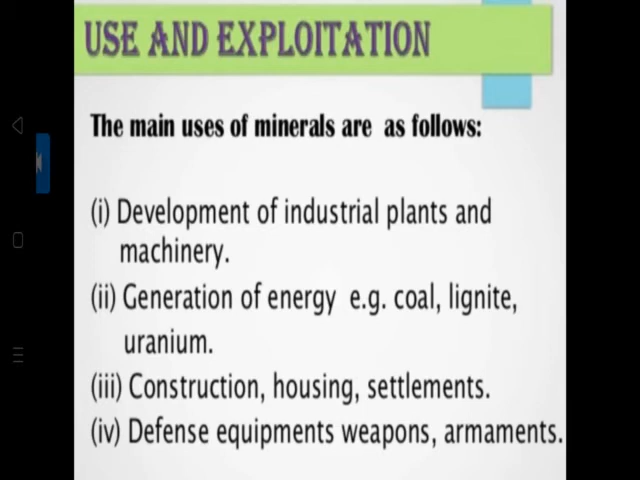 USE AND EXPLOITATION
The main uses of minerals are as follows:
(i) Development of industrial plants and
machinery.
(ii) Generation of energy e.g. coal, lignite,
uranium.
(iii) Construction, housing, settlements.
(iv) Defense equipments weapons, armaments.